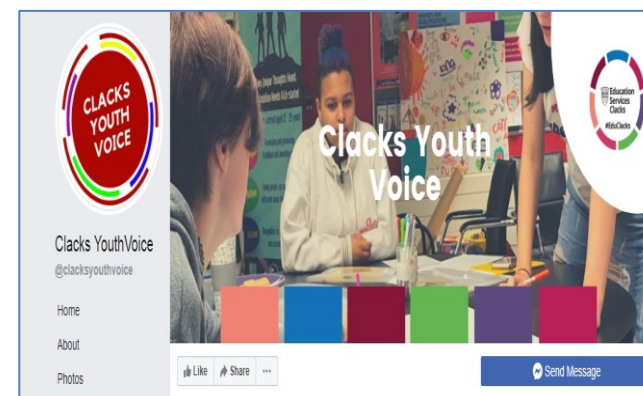 CLACKS
YOUTH
VOICE
Clacks YouthVoice
@clacksyouthvoice
Home
About
Photos
Clacks Youth
Voice
Education
Services
Clacks
#EduClacks
Like
Share
Send Message